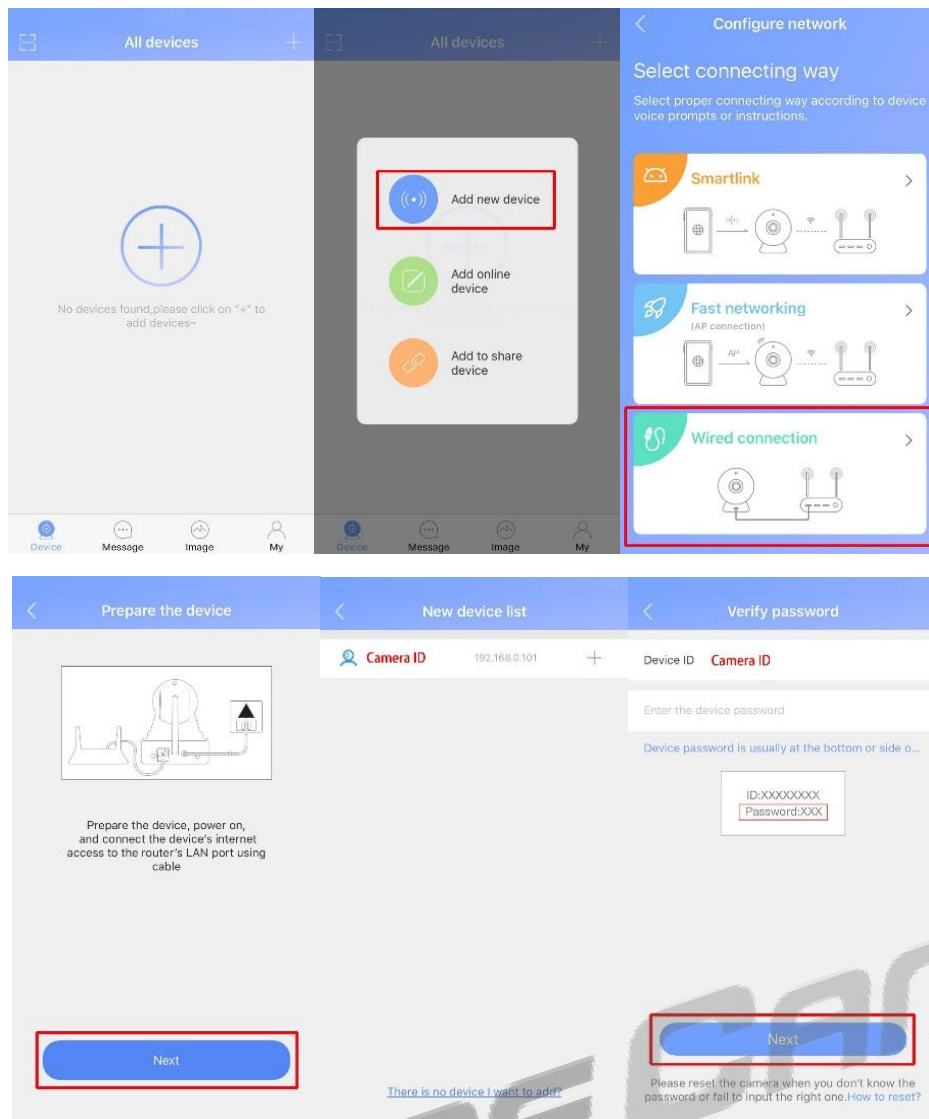 All devices
No devices found,please click on "+" to
add devices~
Device
Message
Image
My
All devices
Add new device
Add online
device
Add to share
device
Device
Message
Image
My
Configure network
Select connecting way
Select proper connecting way according to device
voice prompts or instructions.
Smartlink
Fast networking
(AP connection)
AP
Wired connection
Prepare the device
Prepare the device, power on,
and connect the device's internet
access to the router's LAN port using
cable
Next
New device list
Camera ID 192.168.0.101
There is no device I want to add?
Verify password
Device ID Camera ID
Enter the device password
Device password is usually at the bottom or side o...
ID:XXXXXXXX
Password:XXX
Next
Please reset the camera when you don't know the
password or fail to input the right one.How to reset?